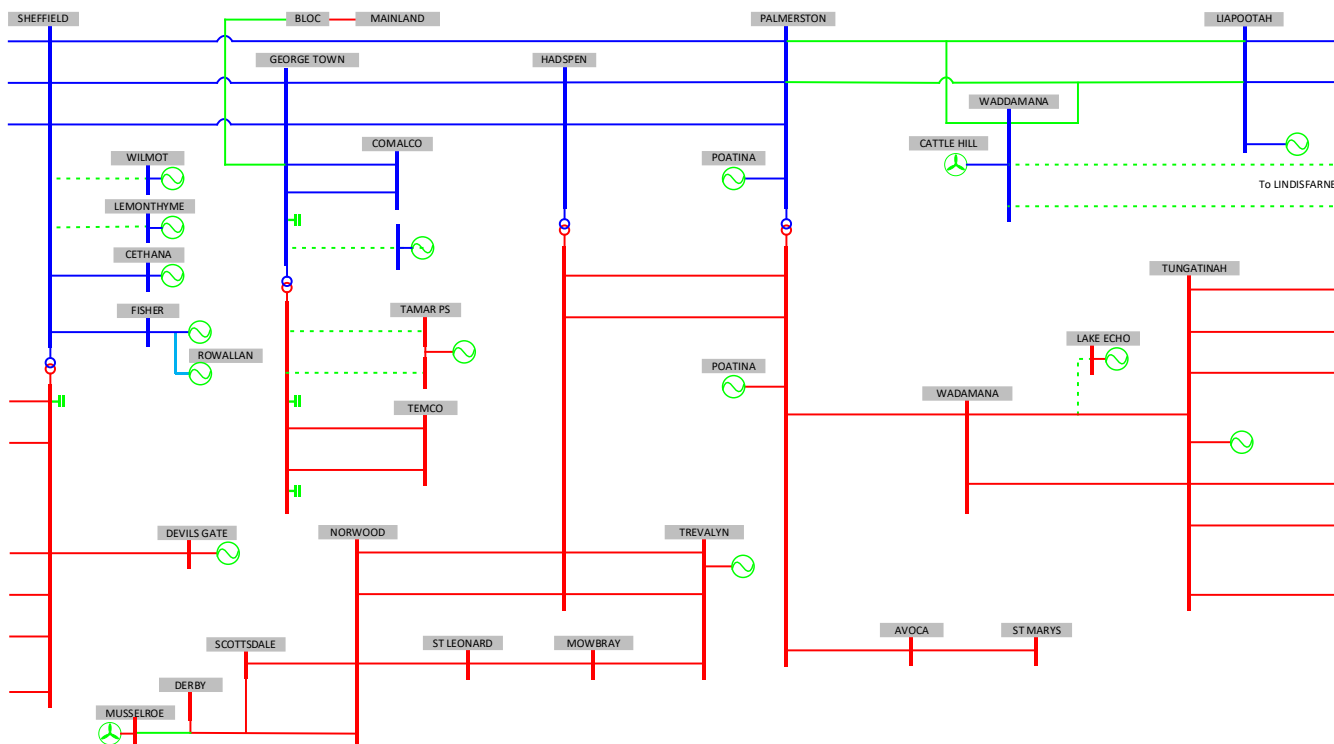 SHEFFIELD
BLOC
MAINLAND
PALMERSTON
LIAPOOTAH
GEORGE TOWN
HADSPEN
WADDAMANA
COMALCO
CATTLE HILL
WILMOT
POATINA
To LINDISFARNE
LEMONTHYME
CETHANA
TUNGATINAH
FISHER
TAMAR PS
LAKE ECHO
ROWALLAN
POATINA
WADAMANA
TEMCO
DEVILS GATE
NORWOOD
TREVALYN
AVOCA
ST MARYS
SCOTTSDALE
ST LEONARD
MOWBRAY
DERBY
MUSSELROE